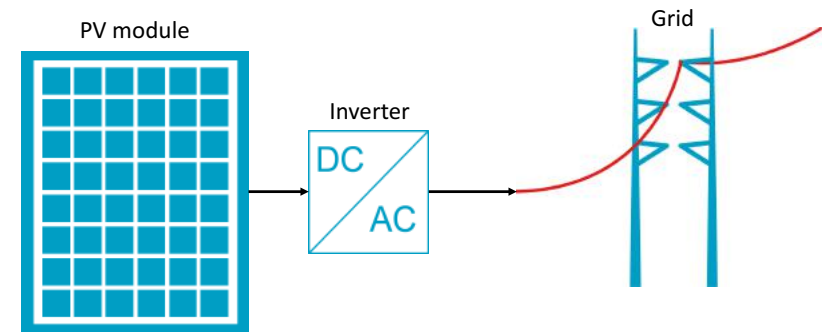 PV module
Inverter
DC
AC
Grid